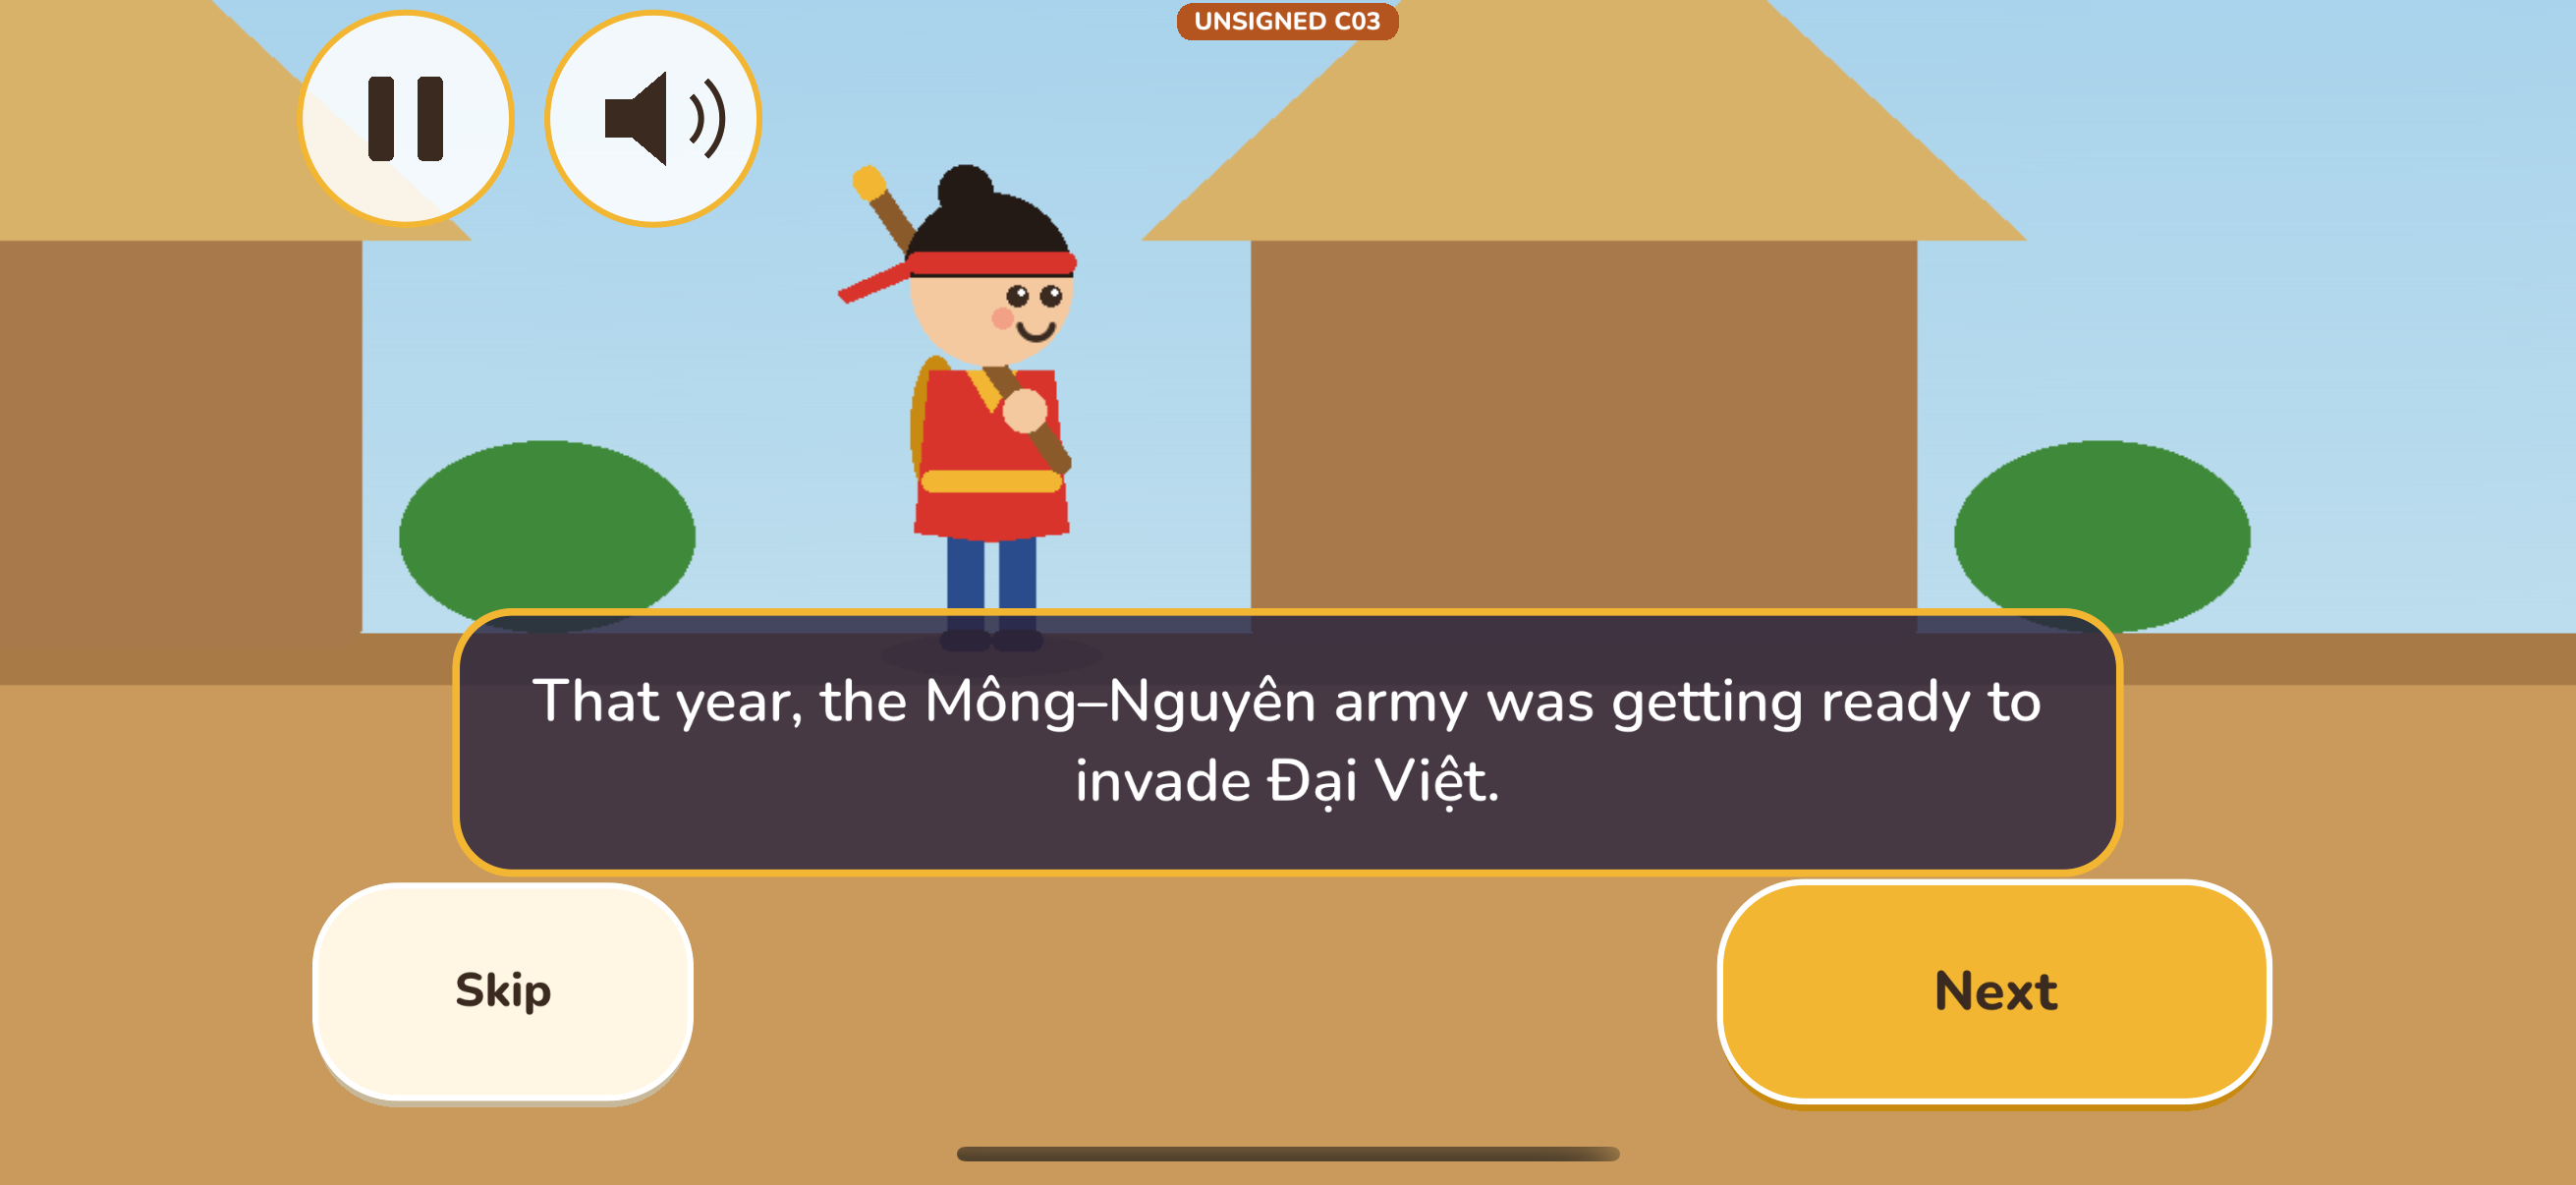 UNSIGNED C03
That year, the Mông–Nguyên army was getting ready to
invade Đại Việt.
Skip
Next